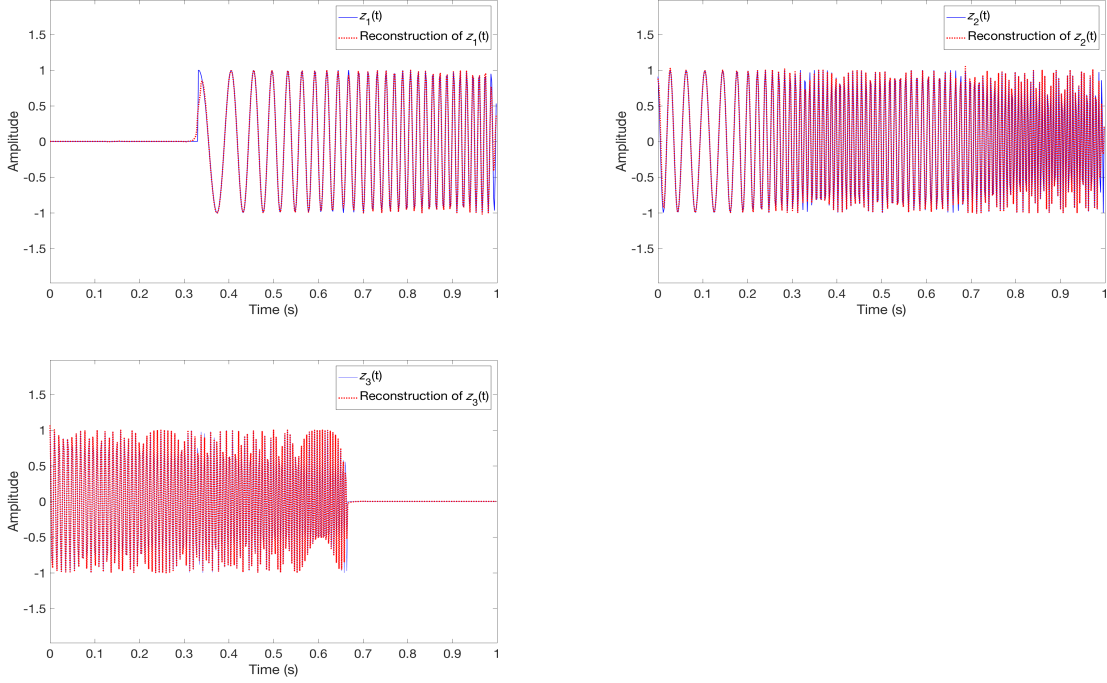 z1(t)
Reconstruction of z1(t)
1.5
1
0.5
0
-0.5
-1
-1.5
Amplitude
0 0.1 0.2 0.3 0.4 0.5 0.6 0.7 0.8 0.9 1
Time (s)
z2(t)
Reconstruction of z2(t)
1.5
1
0.5
0
-0.5
-1
-1.5
Amplitude
0 0.1 0.2 0.3 0.4 0.5 0.6 0.7 0.8 0.9 1
Time (s)
z3(t)
Reconstruction of z3(t)
1.5
1
0.5
0
-0.5
-1
-1.5
Amplitude
0 0.1 0.2 0.3 0.4 0.5 0.6 0.7 0.8 0.9 1
Time (s)